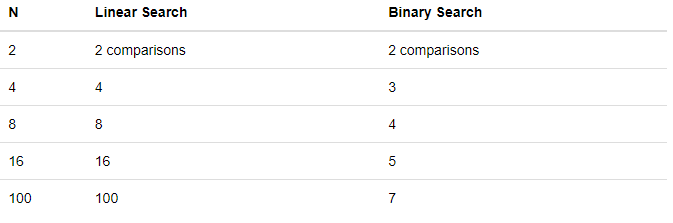 N Linear Search Binary Search
2 2 comparisons 2 comparisons
4 4 3
8 8 4
16 16 5
100 100 7